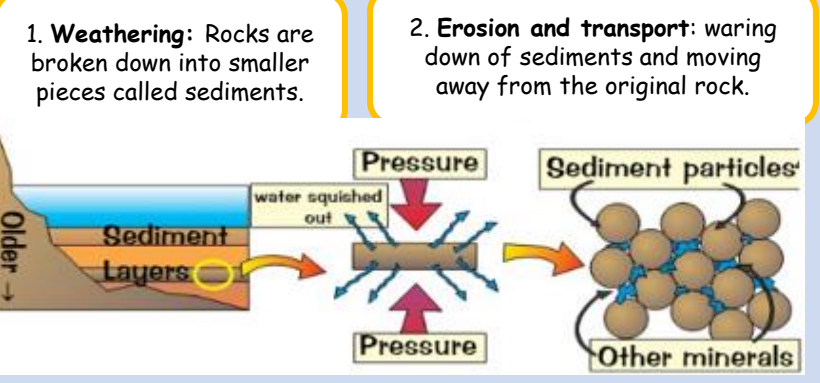 1. Weathering: Rocks are
broken down into smaller
pieces called sediments.
2. Erosion and transport: waring
down of sediments and moving
away from the original rock.
Older →
Sediment
Layers
water squished
out
Pressure
Pressure
Sediment particles
Other minerals